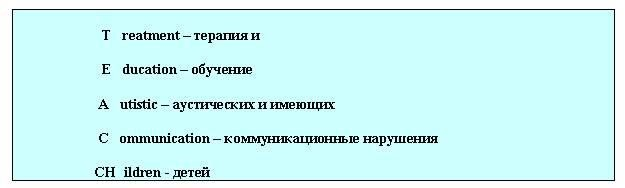 T reatment – терапия и
E ducation – обучение
A utistic – аустических и имеющих
C ommunication – коммуникационные нарушения
CH ildren - детей